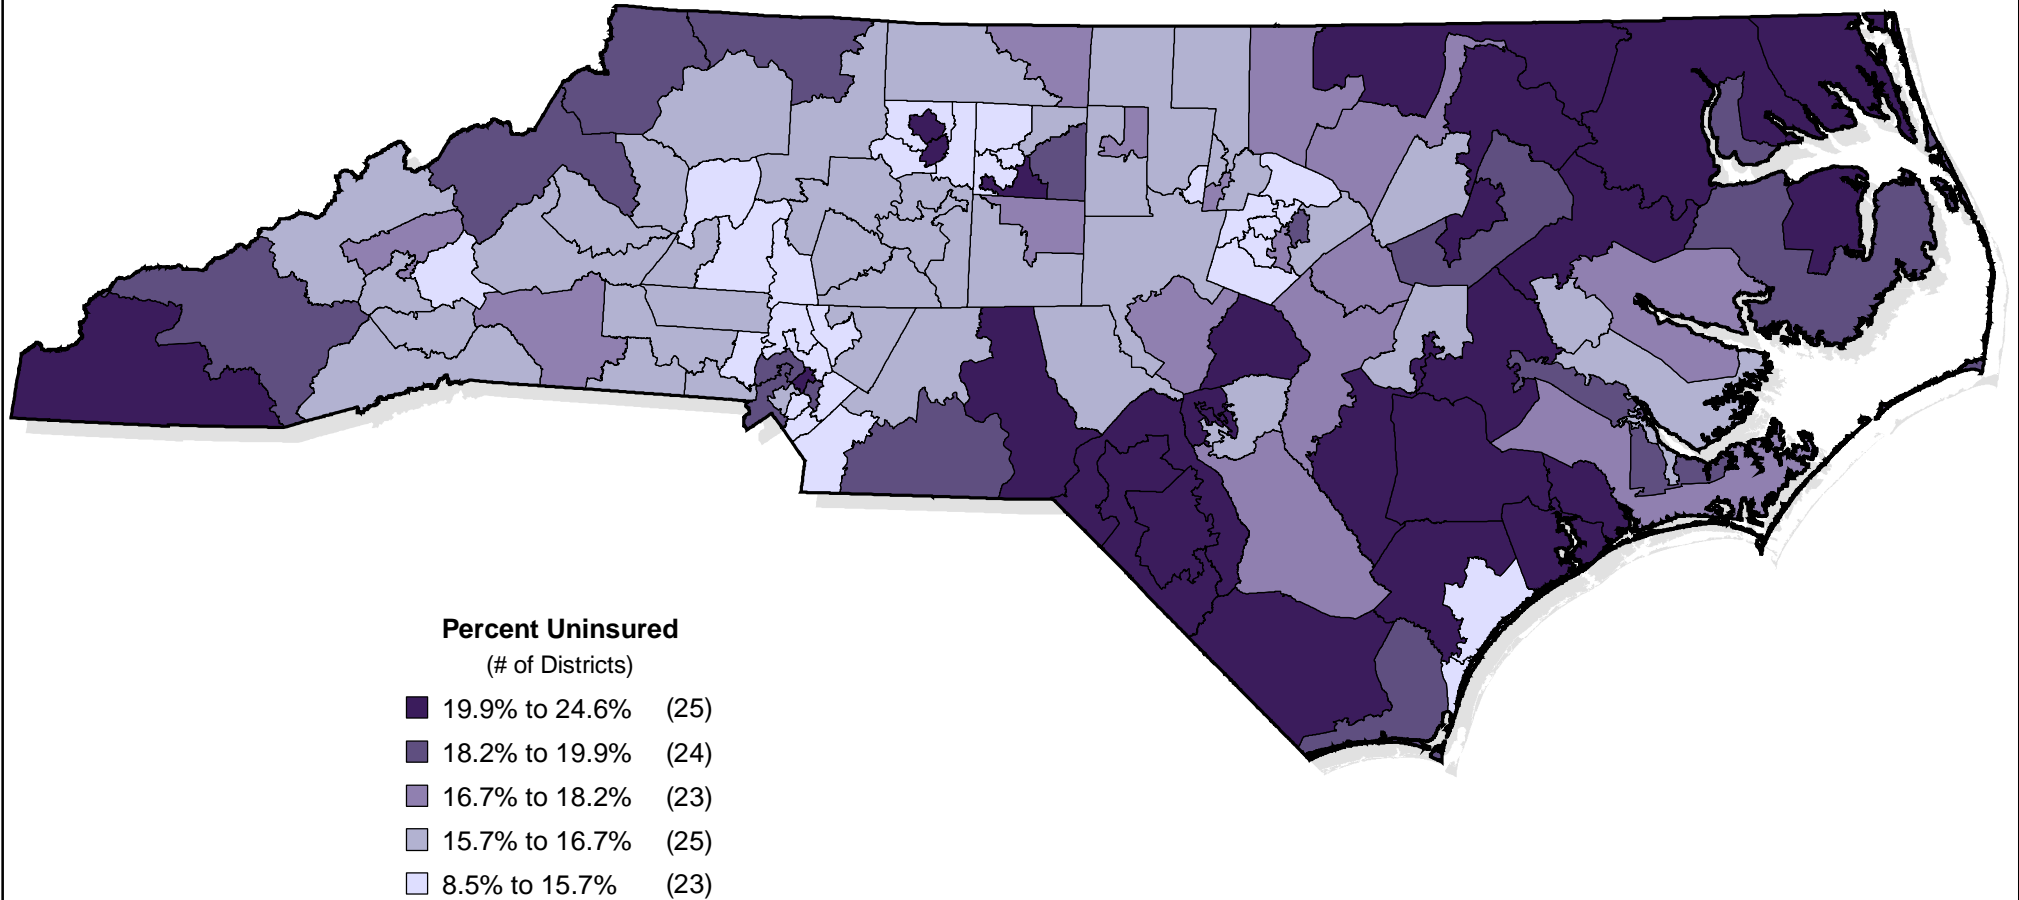 Percent Uninsured
(# of Districts)
19.9% to 24.6% (25)
18.2% to 19.9% (24)
16.7% to 18.2% (23)
15.7% to 16.7% (25)
8.5% to 15.7% (23)